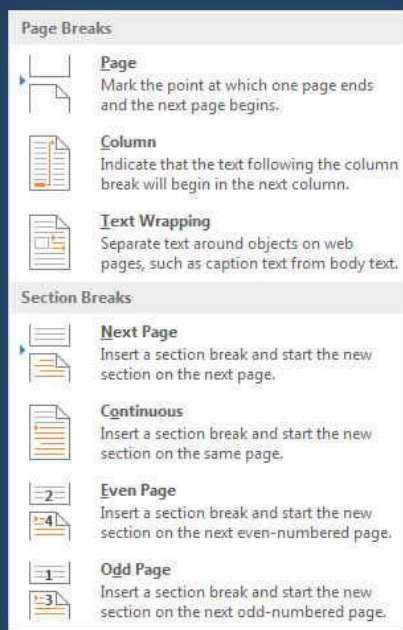 Page Breaks
Page
Mark the point at which one page ends
and the next page begins.
Column
Indicate that the text following the column
break will begin in the next column.
Text Wrapping
Separate text around objects on web
pages, such as caption text from body text.
Section Breaks
Next Page
Insert a section break and start the new
section on the next page.
Continuous
Insert a section break and start the new
section on the same page.
2
4
Even Page
Insert a section break and start the new
section on the next even-numbered page.
1
3
Odd Page
Insert a section break and start the new
section on the next odd-numbered page.